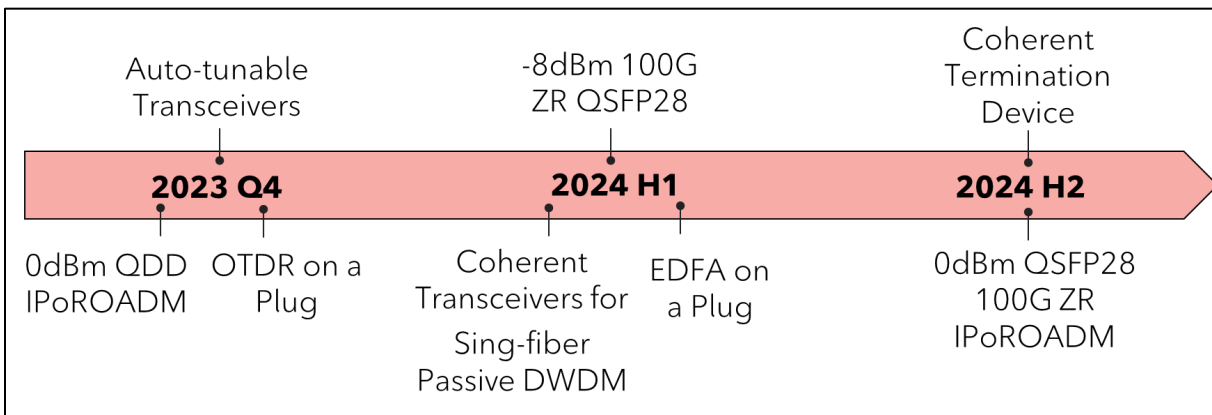 Auto-tunable
Transceivers
-8dBm 100G
ZR QSFP28
Coherent
Termination
Device
2023 Q4
2024 H1
2024 H2
0dBm QDD
IPoROADM
OTDR on a
Plug
Coherent
Transceivers for
Sing-fiber
Passive DWDM
EDFA on
a Plug
0dBm QSFP28
100G ZR
IPoROADM